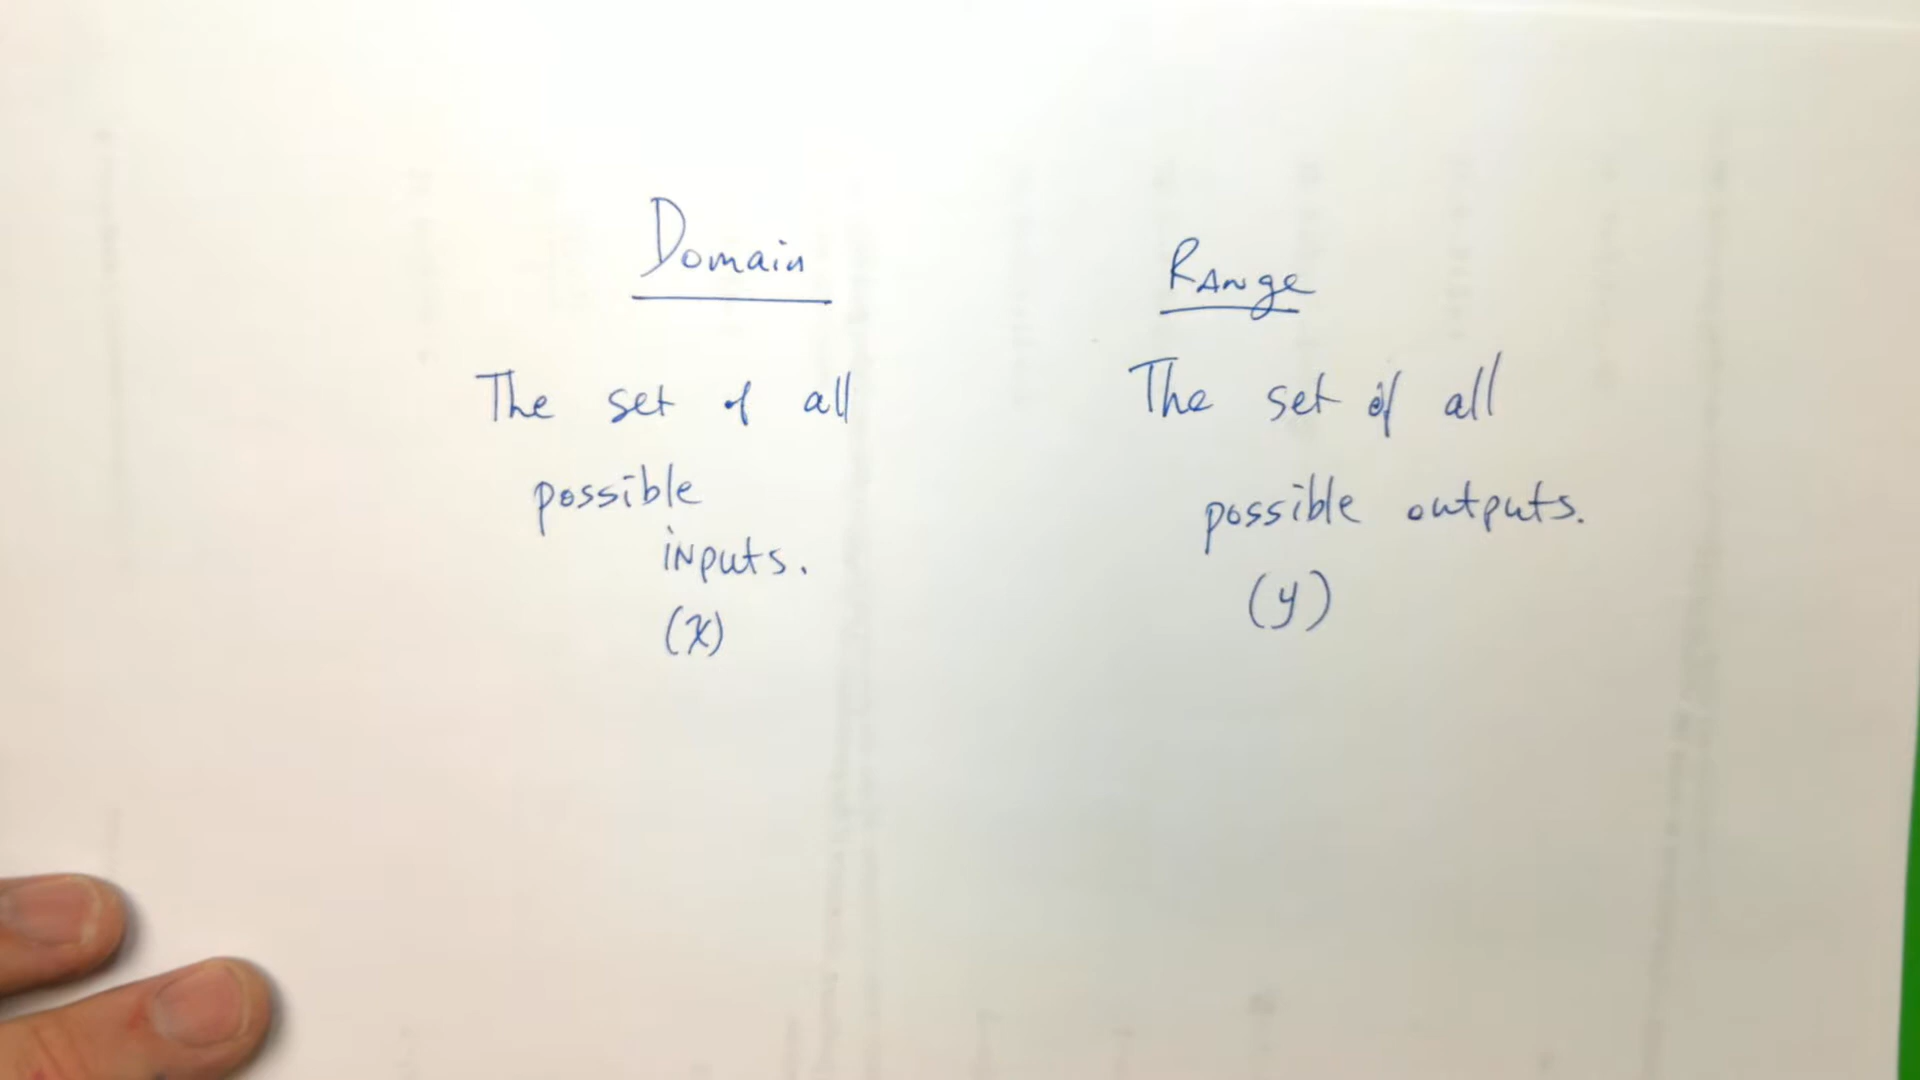 Domain
The set of all
possible
inputs.
(x)
Range
The set of all
possible outputs.
(y)